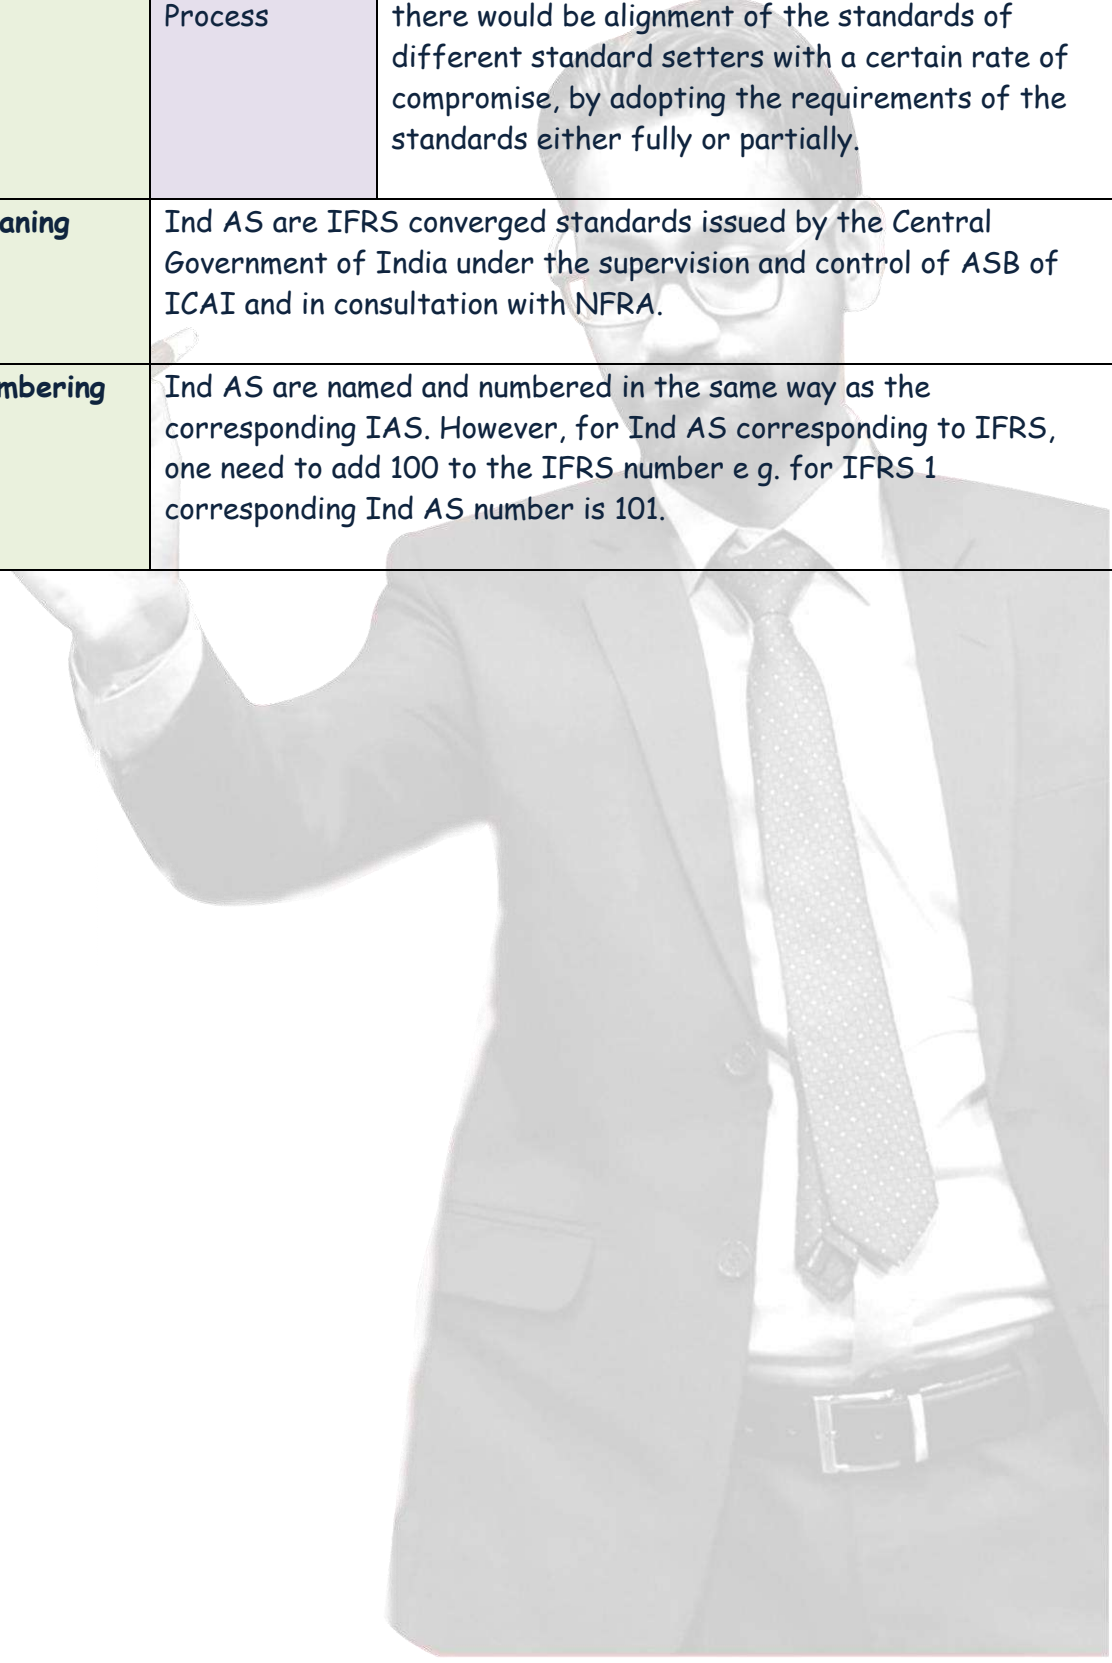 Process
there would be alignment of the standards of
different standard setters with a certain rate of
compromise, by adopting the requirements of the
standards either fully or partially.
aning
Ind AS are IFRS converged standards issued by the Central
Government of India under the supervision and control of ASB of
ICAI and in consultation with NFRA.
mbering
Ind AS are named and numbered in the same way as the
corresponding IAS. However, for Ind AS corresponding to IFRS,
one need to add 100 to the IFRS number e g. for IFRS 1
corresponding Ind AS number is 101.